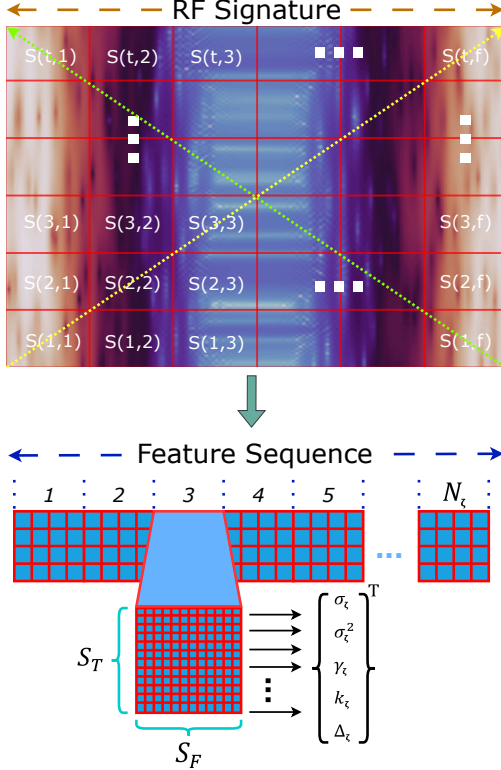 RF Signature
S(t,1) S(t,2) S(t,3) S(t,f)
S(3,1) S(3,2) S(3,3) S(3,f)
S(2,1) S(2,2) S(2,3) S(2,f)
S(1,1) S(1,2) S(1,3) S(1,f)
Feature Sequence
1 2 3 4 5 N_ζ
T
σ_ζ
σ_ζ²
S_T
γ_ζ
k_ζ
Δ_ζ
S_F